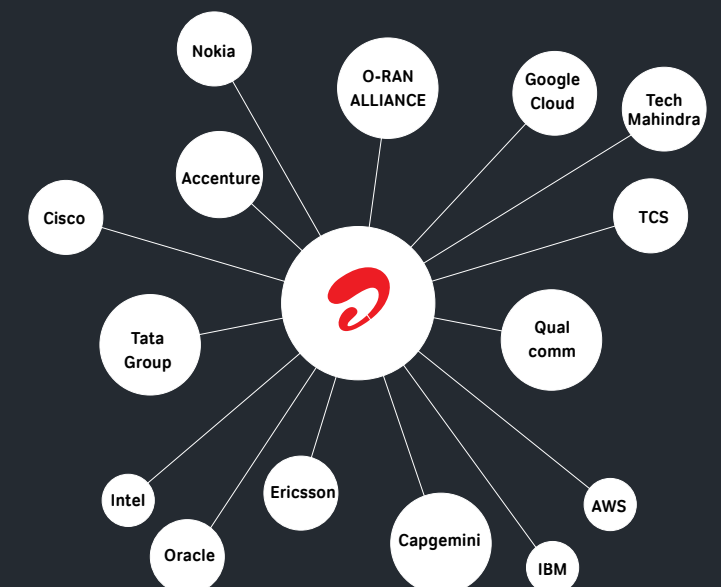 Nokia
O-RAN
ALLIANCE
Google
Cloud
Tech
Mahindra
Accenture
Cisco
TCS
Tata
Group
Qual
comm
Intel
Ericsson
AWS
Oracle
Capgemini
IBM